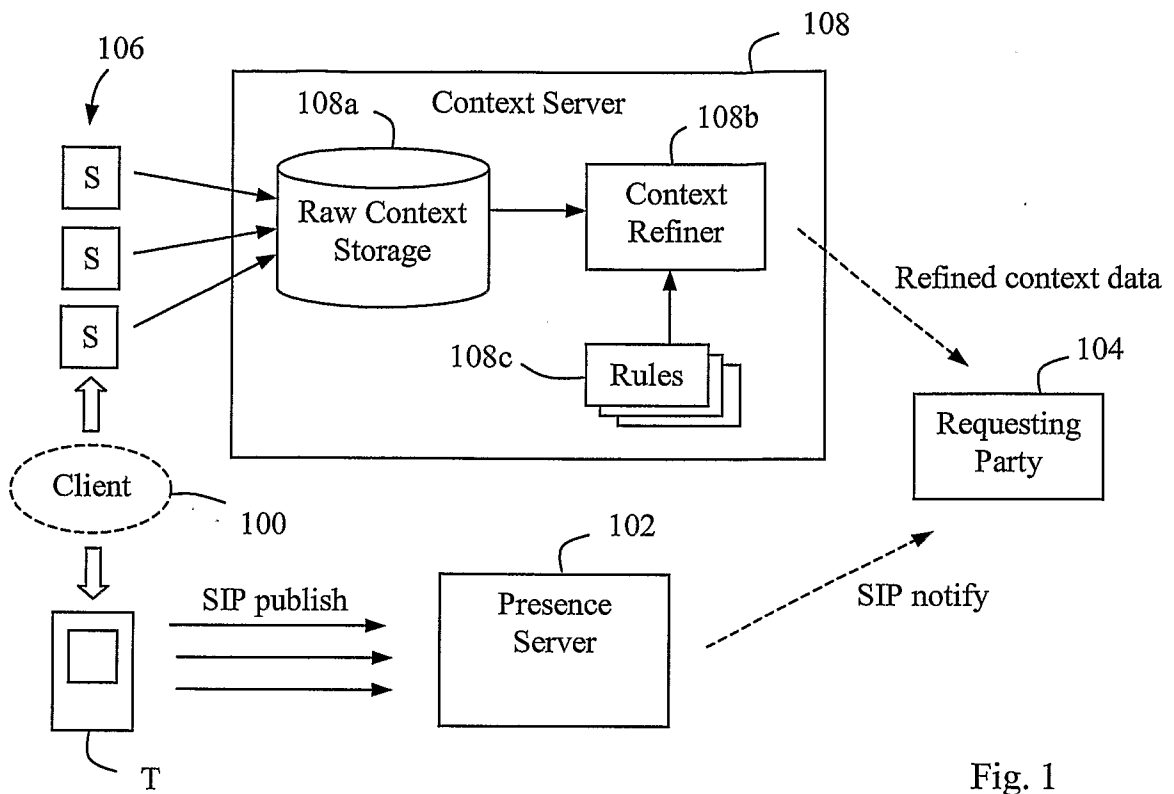 108
106
Context Server
108a
108b
S
Raw Context
Storage
Context
Refiner
S
Refined context data
S
108c
Rules
104
Requesting
Party
Client
100
102
SIP publish
Presence
Server
SIP notify
T
Fig. 1